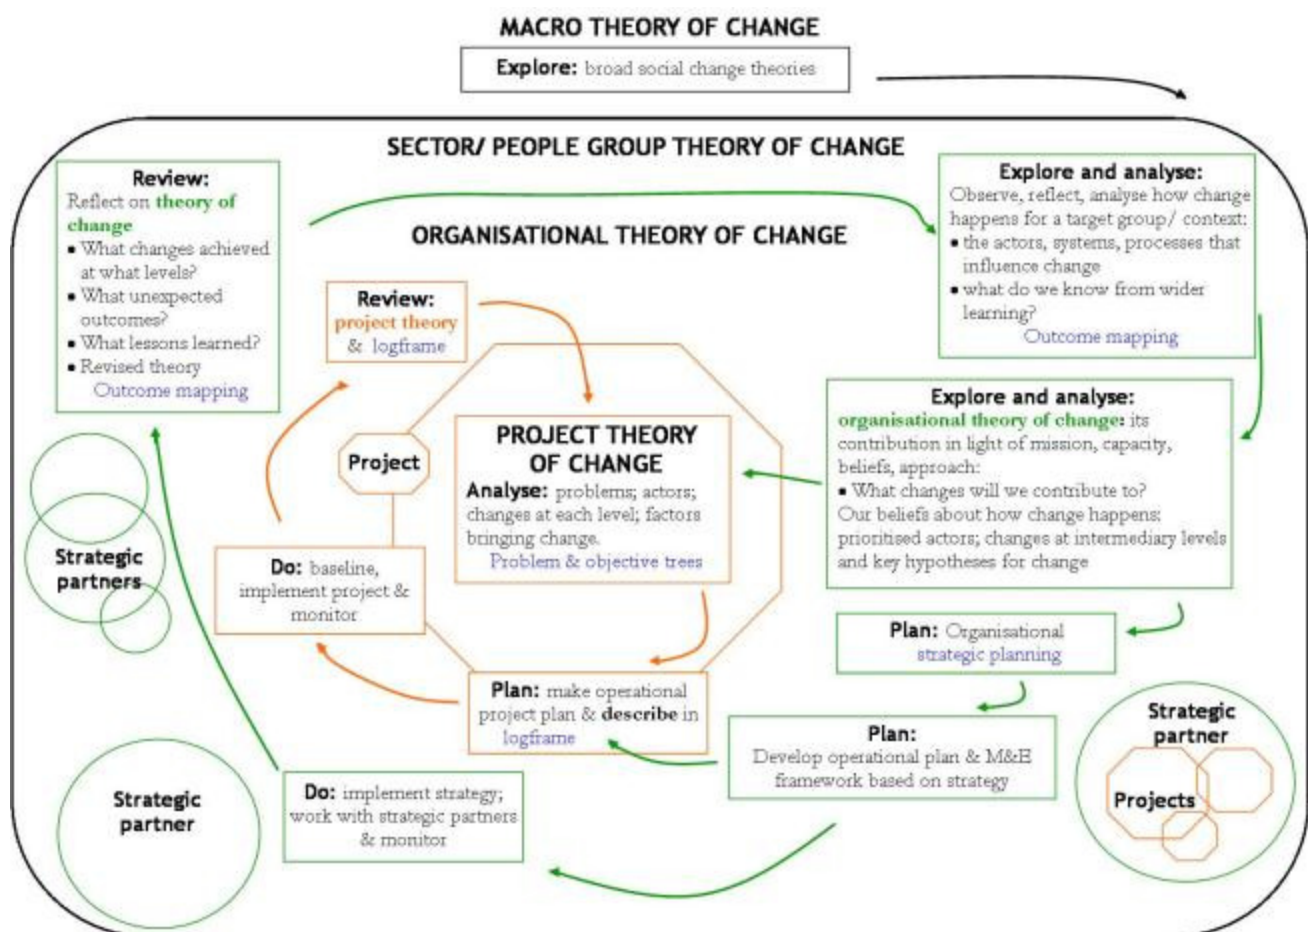 MACRO THEORY OF CHANGE
Explore: broad social change theories
SECTOR/ PEOPLE GROUP THEORY OF CHANGE
Review:
Reflect on theory of
change
▪ What changes achieved
at what levels?
▪ What unexpected
outcomes?
▪ What lessons learned?
▪ Revised theory
Outcome mapping
Explore and analyse:
Observe, reflect, analyse how change
happens for a target group/ context:
▪ the actors, systems, processes that
influence change
▪ what do we know from wider
learning?
Outcome mapping
ORGANISATIONAL THEORY OF CHANGE
Review:
project theory
& logframe
Explore and analyse:
organisational theory of change: its
contribution in light of mission, capacity,
beliefs, approach:
▪ What changes will we contribute to?
Our beliefs about how change happens:
prioritised actors; changes at intermediary levels
and key hypotheses for change
Project
PROJECT THEORY
OF CHANGE
Analyse: problems; actors;
changes at each level; factors
bringing change.
Problem & objective trees
Strategic
partners
Do: baseline,
implement project &
monitor
Plan: Organisational
strategic planning
Plan: make operational
project plan & describe in
logframe
Plan:
Develop operational plan & M&E
framework based on strategy
Strategic
partner
Projects
Do: implement strategy;
work with strategic partners
& monitor
Strategic
partner